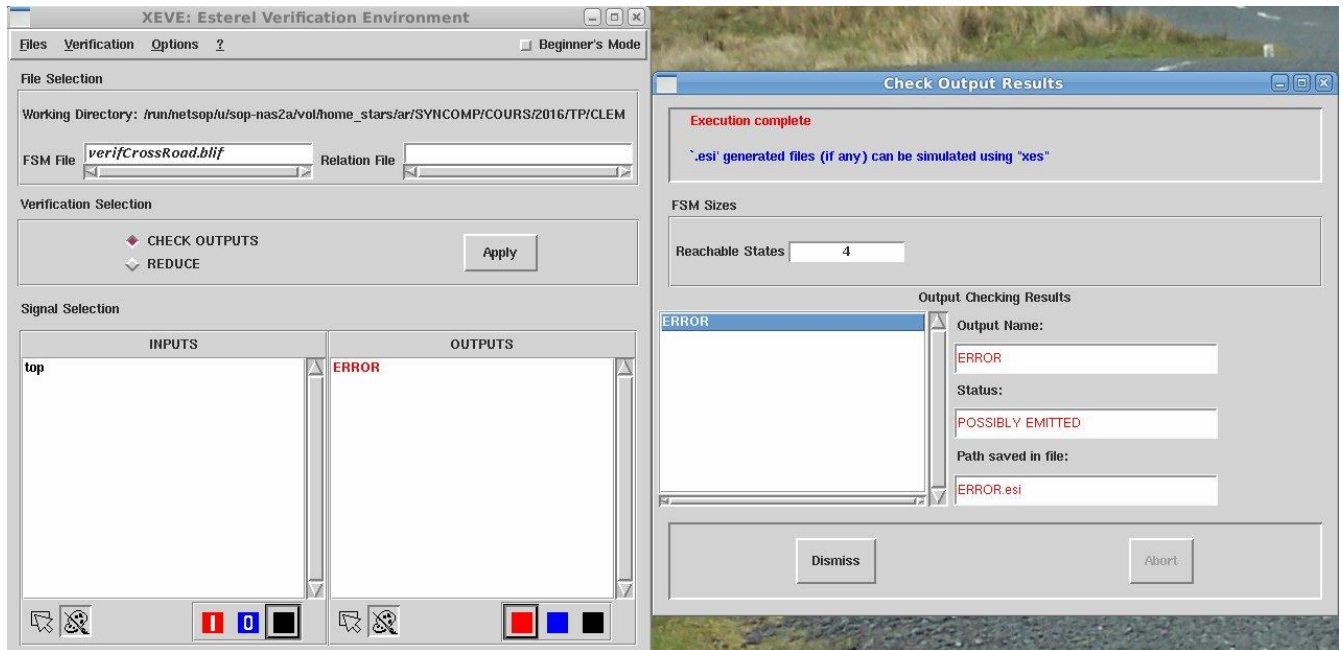 XEVE: Esterel Verification Environment
Files Verification Options ?
Beginner's Mode
File Selection
Working Directory: /run/netsop/u/sop-nas2a/vol/home_stars/ar/SYNCOMP/COURS/2016/TP/CLEM
FSM File verifCrossRoad.blif Relation File
Verification Selection
CHECK OUTPUTS
REDUCE
Apply
Signal Selection
INPUTS
OUTPUTS
top
ERROR
I 0
Check Output Results
Execution complete
`.esi' generated files (if any) can be simulated using "xes"
FSM Sizes
Reachable States 4
Output Checking Results
ERROR
Output Name:
ERROR
Status:
POSSIBLY EMITTED
Path saved in file:
ERROR.esi
Dismiss
Abort